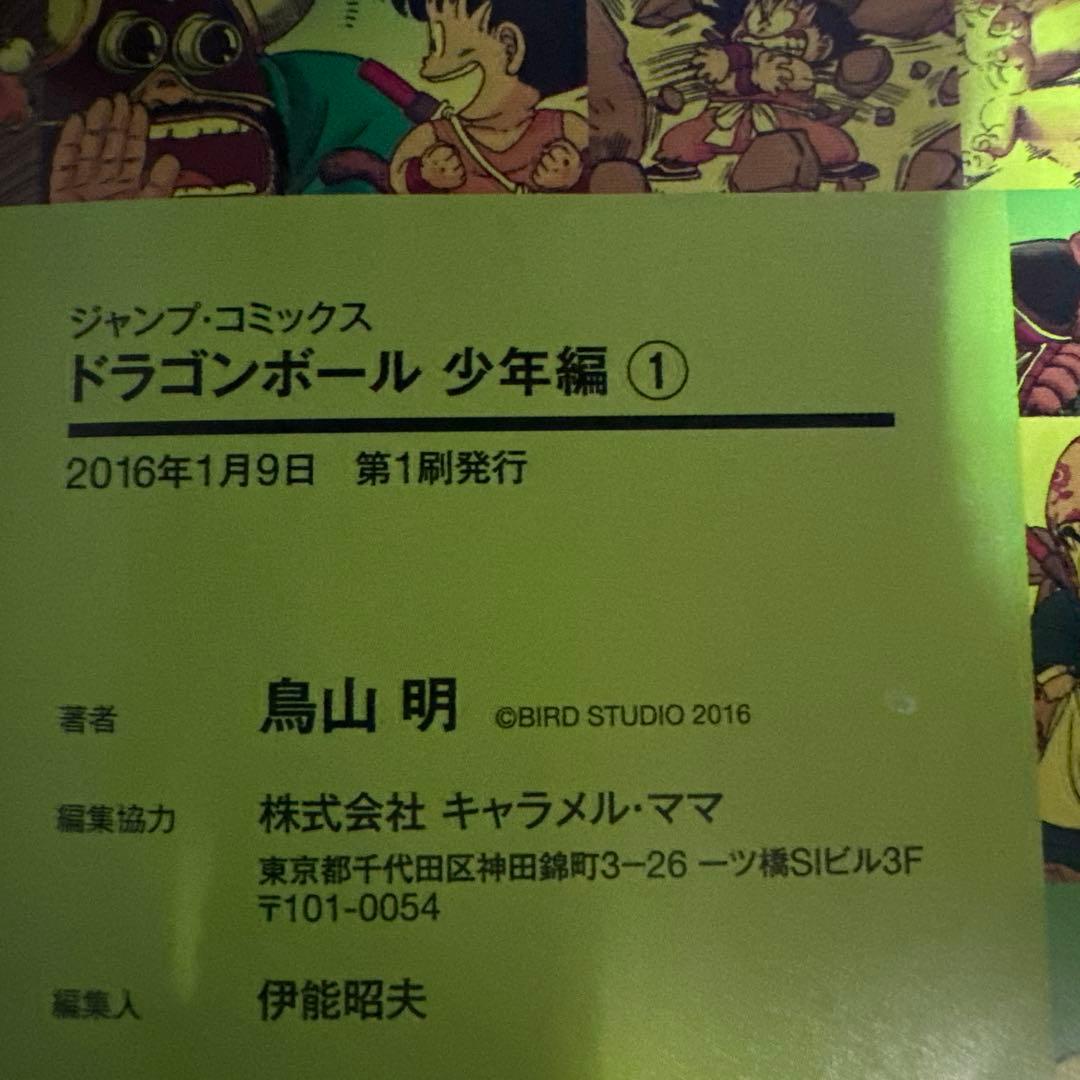 ジャンプ・コミックス
ドラゴンボール 少年編 ①
2016年1月9日　第1刷発行
著者 鳥山 明 ©BIRD STUDIO 2016
編集協力 株式会社 キャラメル・ママ
東京都千代田区神田錦町3−26 一ツ橋SIビル3F
〒101-0054
編集人 伊能昭夫